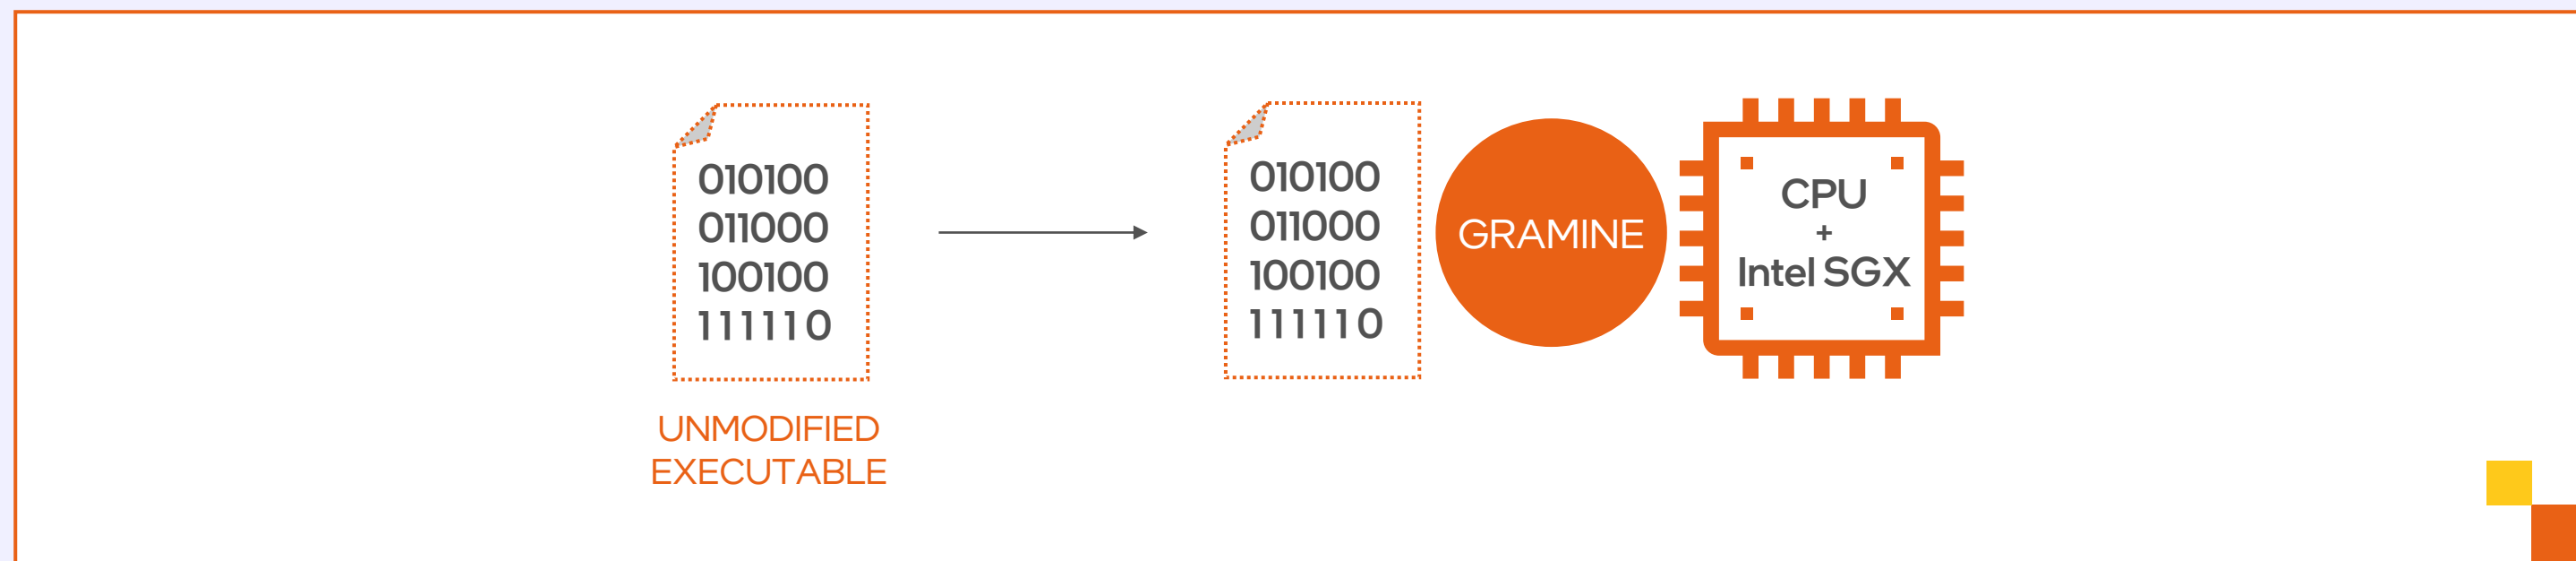 010100
011000
100100
111110
UNMODIFIED
EXECUTABLE
010100
011000
100100
111110
GRAMINE
CPU
+
Intel SGX